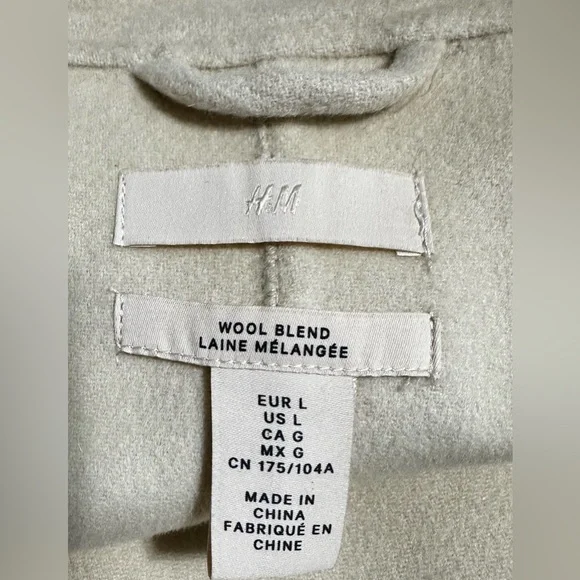 H&M
WOOL BLEND
LAINE MÉLANGÉE
EUR L
US L
CA G
MX G
CN 175/104A
MADE IN
CHINA
FABRIQUÉ EN
CHINE